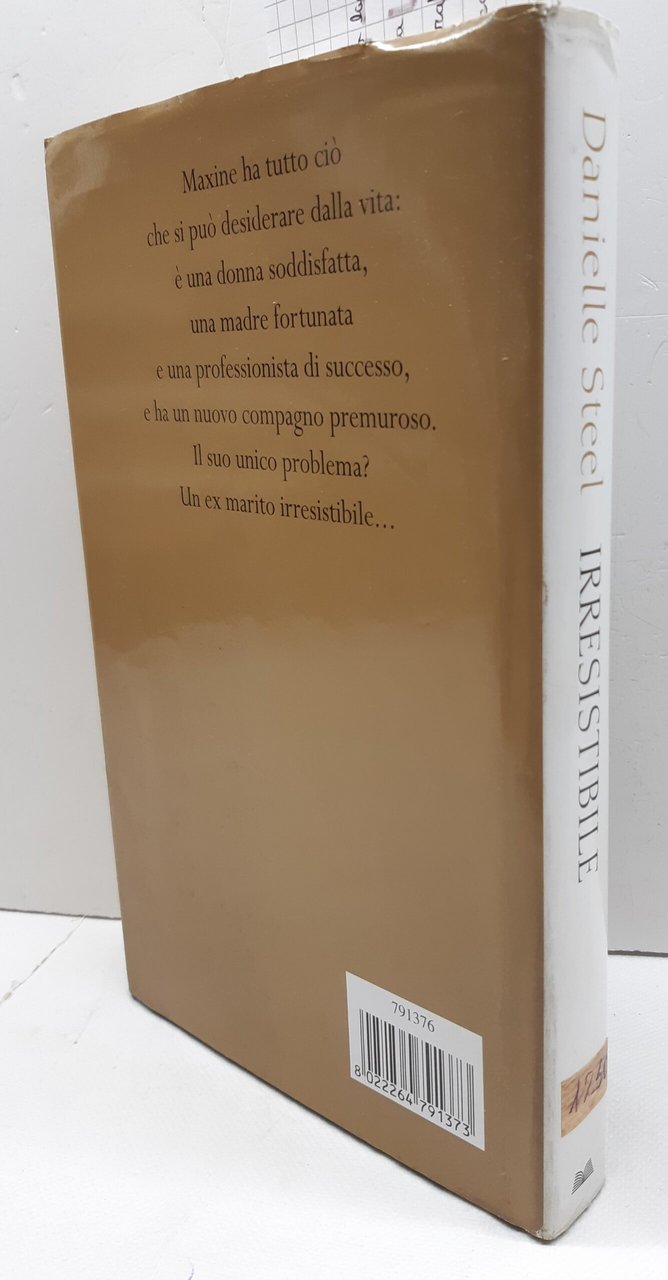 Maxine ha tutto ciò
che si può desiderare dalla vita:
è una donna soddisfatta,
una madre fortunata
e una professionista di successo,
e ha un nuovo compagno premuroso.
Il suo unico problema?
Un ex marito irresistibile...
791376
8 022264 791373
Danielle Steel IRRESISTIBILE